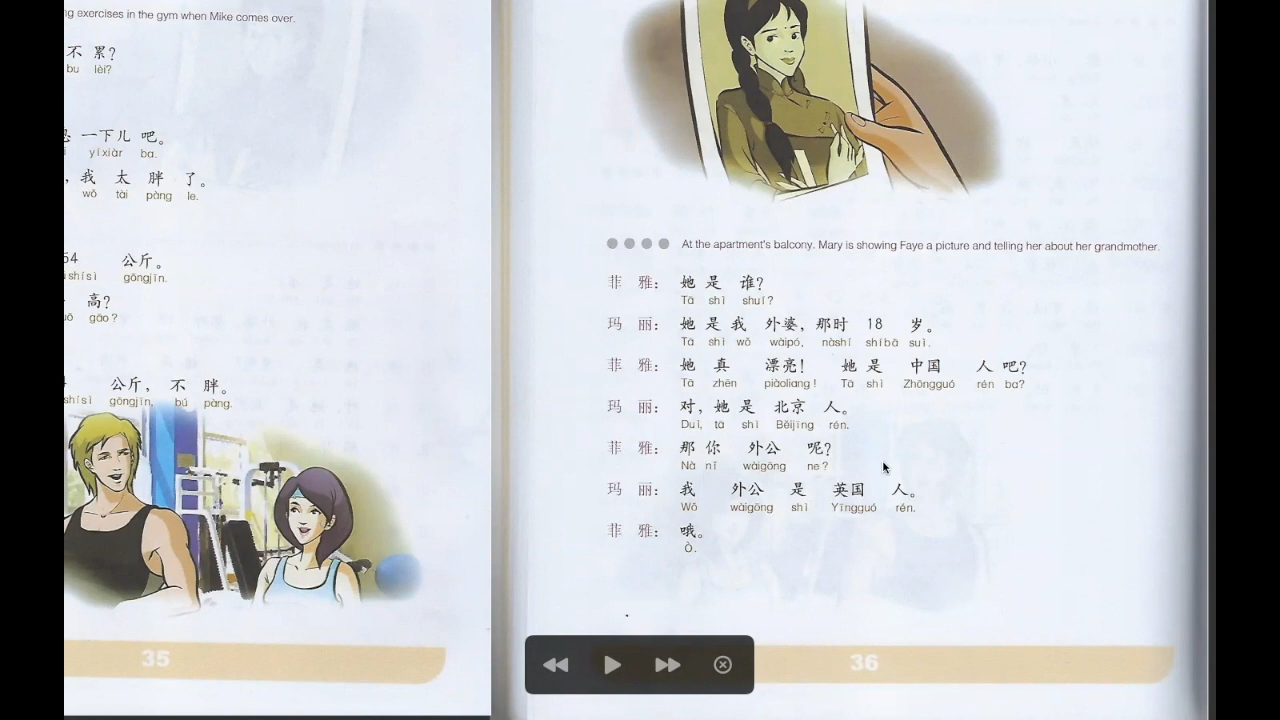 ng exercises in the gym when Mike comes over.
不 累?
bu lèi?
一下儿 吧。
yíxiàr ba.
，我 太 胖 了。
wǒ tài pàng le.
54 公斤。
shísì gōngjīn.
高?
uō gāo?
公斤， 不 胖。
shísì gōngjīn, bú pàng.
35
At the apartment's balcony. Mary is showing Faye a picture and telling her about her grandmother.
菲 雅： 她 是 谁?
Tā shì shuí?
玛 丽： 她 是 我 外婆，那时 18 岁。
Tā shì wǒ wàipó, nàshí shíbā suì.
菲 雅： 她 真 漂亮! 她 是 中国 人 吧?
Tā zhēn piàoliang! Tā shì Zhōngguó rén ba?
玛 丽： 对，她 是 北京 人。
Duì, tā shì Běijīng rén.
菲 雅： 那 你 外公 呢?
Nà nǐ wàigōng ne?
玛 丽： 我 外公 是 英国 人。
Wǒ wàigōng shì Yīngguó rén.
菲 雅： 哦。
Ò.
36